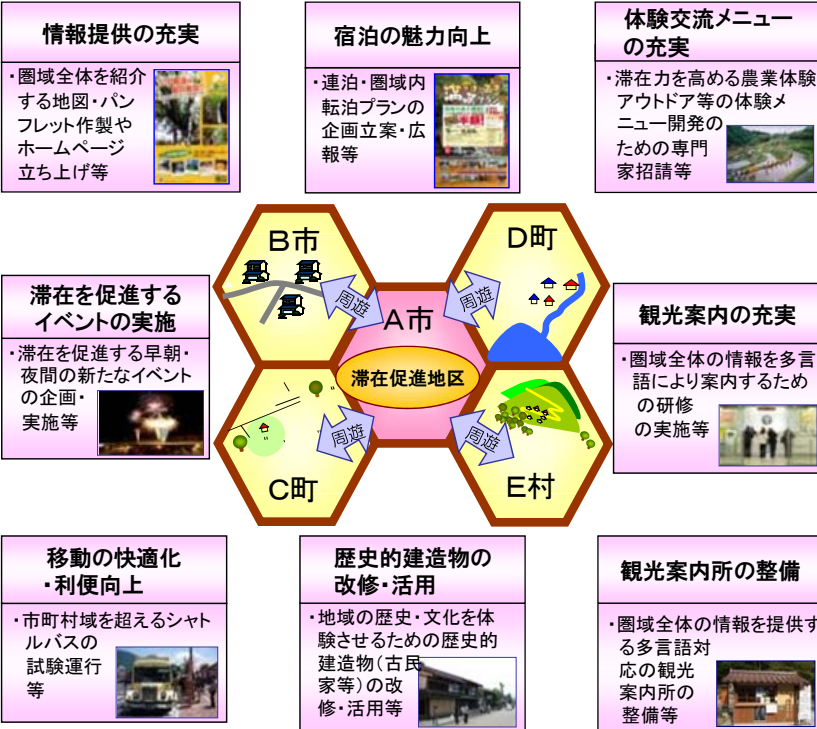 情報提供の充実
・圏域全体を紹介
する地図・パン
フレット作製や
ホームページ
立ち上げ等
宿泊の魅力向上
・連泊・圏域内
転泊プランの
企画立案・広
報等
体験交流メニュー
の充実
・滞在力を高める農業体験
アウトドア等の体験メ
ニュー開発の
ための専門
家招請等
B市
D町
周遊
周遊
A市
滞在促進地区
周遊
周遊
C町
E村
滞在を促進する
イベントの実施
・滞在を促進する早朝・
夜間の新たなイベント
の企画・
実施等
観光案内の充実
・圏域全体の情報を多言
語により案内するため
の研修
の実施等
移動の快適化
・利便向上
・市町村域を超えるシャト
ルバスの
試験運行
等
歴史的建造物の
改修・活用
・地域の歴史・文化を体
験させるための歴史的
建造物(古民
家等)の改
修・活用等
観光案内所の整備
・圏域全体の情報を提供す
る多言語対
応の観光
案内所の
整備等